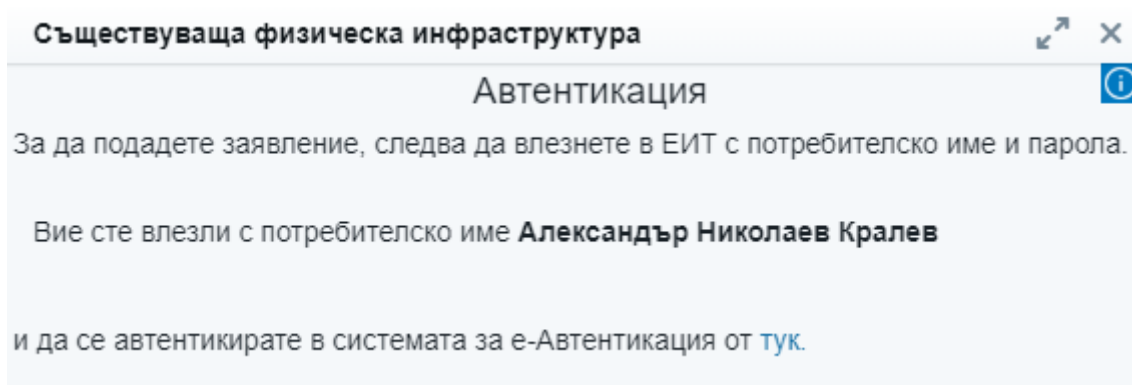 Съществуваща физическа инфраструктура
Автентикация
За да подадете заявление, следва да влезнете в ЕИТ с потребителско име и парола.
Вие сте влезли с потребителско име Александър Николаев Кралев
и да се автентикирате в системата за е-Автентикация от тук.